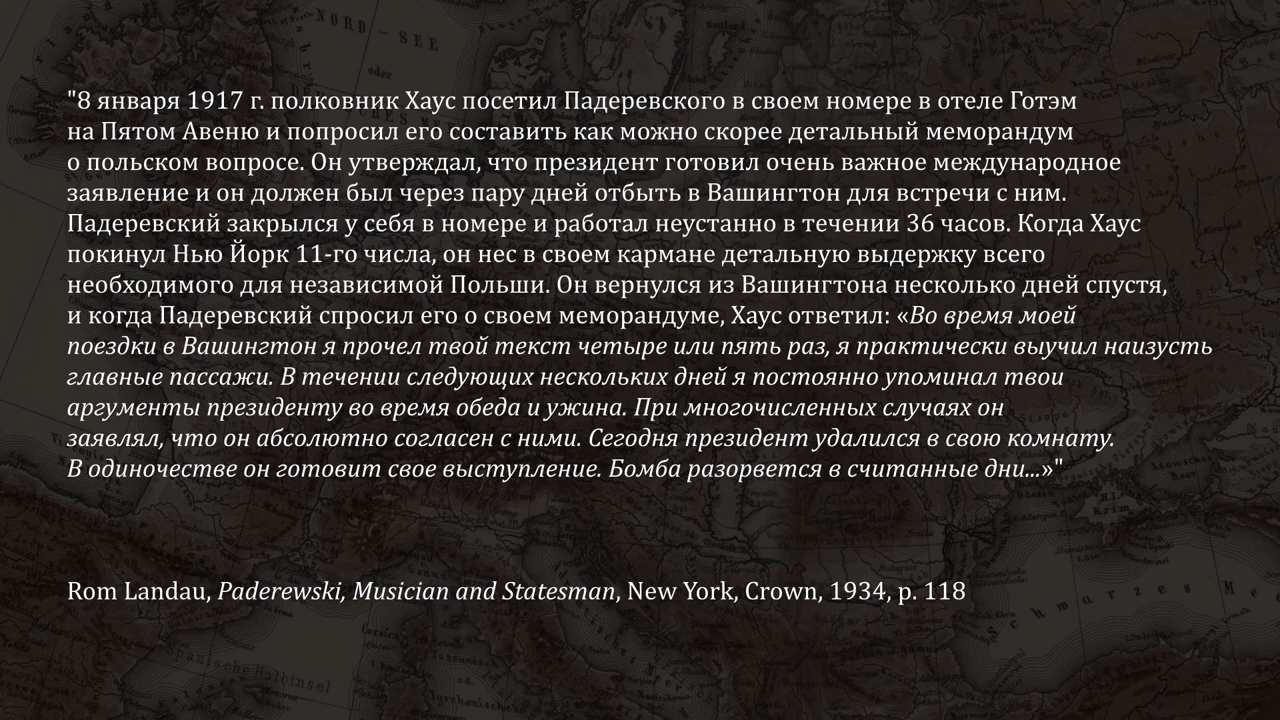 NORD - SEE
oder
"8 января 1917 г. полковник Хаус посетил Падеревского в своем номере в отеле Готэм
на Пятом Авеню и попросил его составить как можно скорее детальный меморандум
о польском вопросе. Он утверждал, что президент готовил очень важное международное
заявление и он должен был через пару дней отбыть в Вашингтон для встречи с ним.
Падеревский закрылся у себя в номере и работал неустанно в течении 36 часов. Когда Хаус
покинул Нью Йорк 11-го числа, он нес в своем кармане детальную выдержку всего
необходимого для независимой Польши. Он вернулся из Вашингтона несколько дней спустя,
и когда Падеревский спросил его о своем меморандуме, Хаус ответил: «Во время моей
поездки в Вашингтон я прочел твой текст четыре или пять раз, я практически выучил наизусть
главные пассажи. В течении следующих нескольких дней я постоянно упоминал твои
аргументы президенту во время обеда и ужина. При многочисленных случаях он
заявлял, что он абсолютно согласен с ними. Сегодня президент удалился в свою комнату.
В одиночестве он готовит свое выступление. Бомба разорвется в считанные дни...»"
Krim
Rom Landau, Paderewski, Musician and Statesman, New York, Crown, 1934, p. 118
Schwarzes
Halbinsel